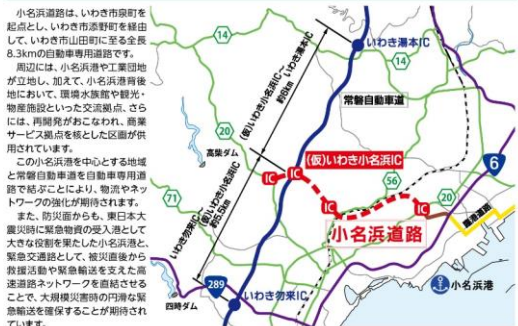 小名浜道路は、いわき市泉町を
起点とし、いわき市添野町を経由
して、いわき市山田町に至る全長
8.3kmの自動車専用道路です。
周辺には、小名浜港や工業団地
が立地し、加えて、小名浜港背後
地において、環境水族館や観光・
物産施設といった交流拠点、さら
には、再開発がおこなわれ、商業
サービス拠点を核とした区画が供
用されています。
この小名浜港を中心とする地域
と常磐自動車道を自動車専用道
路で結ぶことにより、物流やネッ
トワークの強化が期待されます。
また、防災面からも、東日本大
震災時に緊急物資の受入港として
大きな役割を果たした小名浜港と、
緊急交通路として、被災直後から
救援活動や緊急輸送を支えた高
速道路ネットワークを直結させる
ことで、大規模災害時の円滑な緊
急輸送を確保することが期待され
ています。
14
14
いわき湯本IC
(仮)いわき小名浜IC～いわき湯本IC
約6km
常磐自動車道
20
高柴ダム
(仮)いわき小名浜IC
6
71
IC
IC
56
IC
IC
20
いわき勿来IC～(仮)いわき小名浜IC
約5.5km
小名浜道路
臨港道路
289
四時ダム
いわき勿来IC
小名浜港